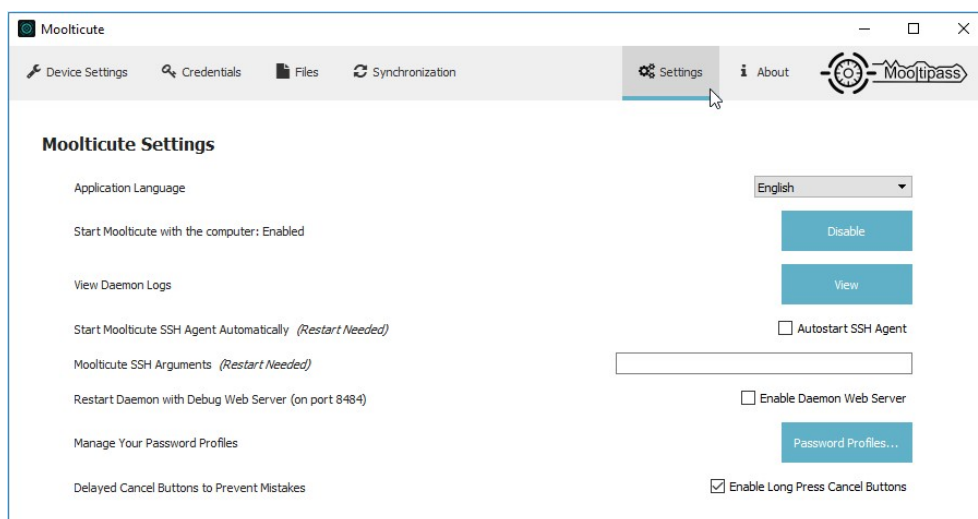 Moolticute
Device Settings Credentials Files Synchronization Settings About Mooltipass
Moolticute Settings
Application Language English
Start Moolticute with the computer: Enabled Disable
View Daemon Logs View
Start Moolticute SSH Agent Automatically (Restart Needed) Autostart SSH Agent
Moolticute SSH Arguments (Restart Needed)
Restart Daemon with Debug Web Server (on port 8484) Enable Daemon Web Server
Manage Your Password Profiles Password Profiles...
Delayed Cancel Buttons to Prevent Mistakes Enable Long Press Cancel Buttons